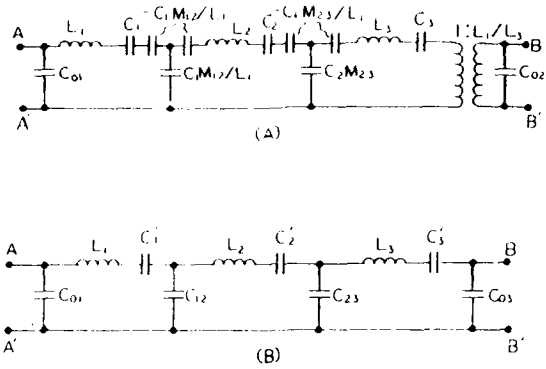 -C₁M₁₂/L₁ -C₁M₂₃/L₁
A L₁ C₁ L₂ C₂ L₃ C₃ 1:L₁/L₃ B
C₀₁ C₁M₁₂/L₁ C₂M₂₃ C₀₂
A' B'
(A)
A L₁ C₁' L₂ C₂' L₃ C₃' B
C₀₁ C₁₂ C₂₃ C₀₃
A' B'
(B)